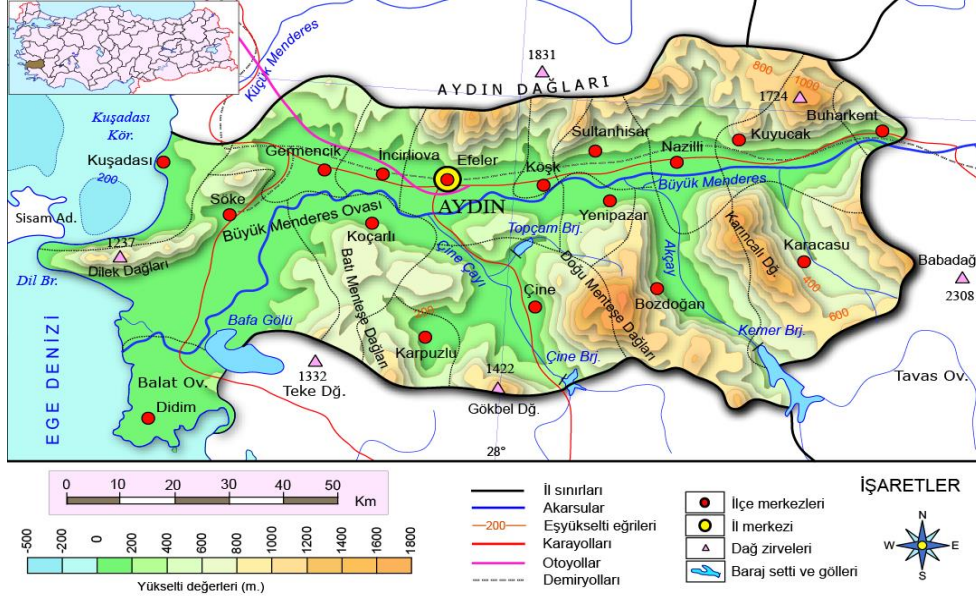 Küçük Menderes
1831
AYDIN DAĞLARI
800
1000
1724
Buharkent
Kuşadası
Kör.
200
Kuşadası
Germencik
İncirliova
Efeler
Sultanhisar
Köşk
Nazilli
Kuyucak
Büyük Menderes
Sisam Ad.
Söke
AYDIN
Yenipazar
Büyük Menderes Ovası
Koçarlı
Topçam Brj.
1237
Dilek Dağları
Dil Br.
Çine Çayı
Batı Menteşe Dağları
Doğu Menteşe Dağları
Akçay
Karıncalı Dğ.
Karacasu
400
600
Babadağ
2308
Bozdoğan
Çine
200
Karpuzlu
Bafa Gölü
Kemer Brj.
EGE DENİZİ
1332
Teke Dğ.
1422
Gökbel Dğ.
Çine Brj.
Tavas Ov.
Balat Ov.
Didim
28°
0 10 20 30 40 50
Km
-500 -200 0 200 400 600 800 1000 1200 1400 1600 1800
Yükselti değerleri (m.)
İl sınırları
Akarsular
200
Eşyükselti eğrileri
Karayolları
Otoyollar
Demiryolları
İŞARETLER
İlçe merkezleri
İl merkezi
Dağ zirveleri
Baraj setti ve gölleri
N
W E
S